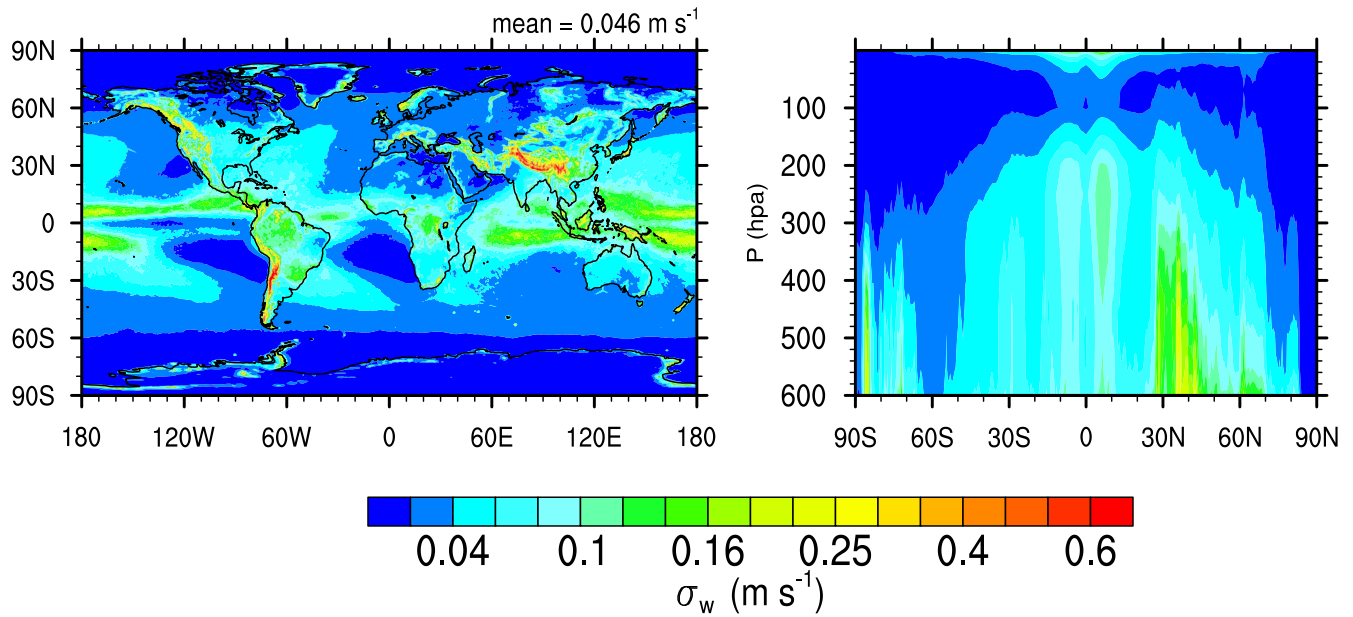 mean = 0.046 m s-1
90N
60N
30N
0
30S
60S
90S
180 120W 60W 0 60E 120E 180
P (hpa)
100
200
300
400
500
600
90S 60S 30S 0 30N 60N 90N
0.04 0.1 0.16 0.25 0.4 0.6
σw (m s-1)